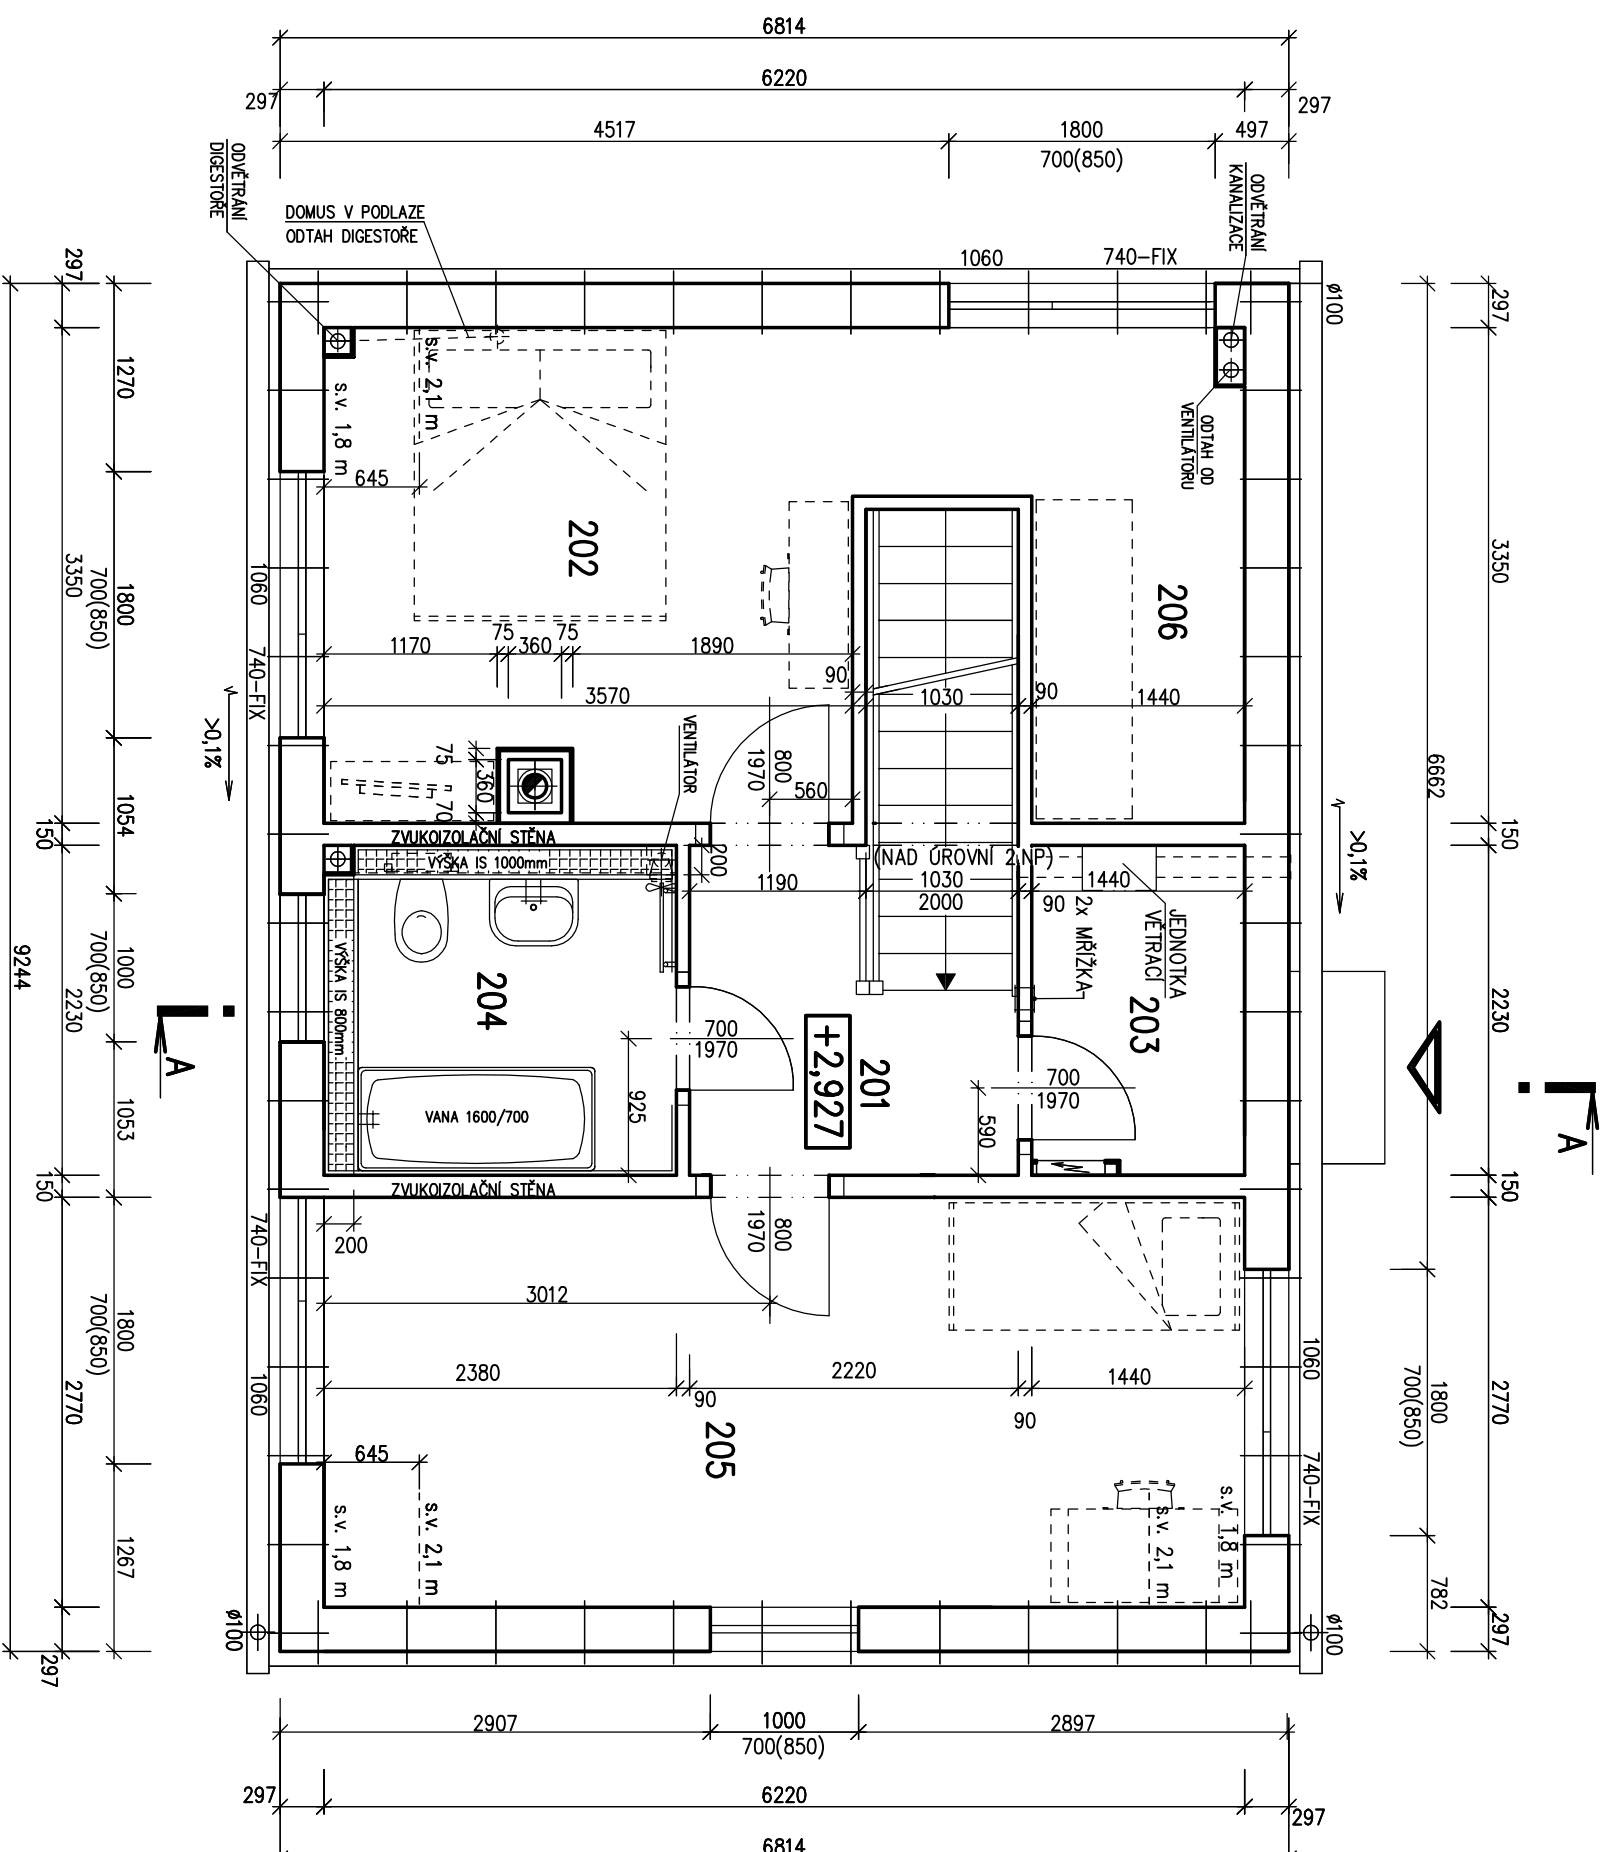 6814
6220
297
297
4517
1800
497
700(850)
ODVĚTRÁNÍ
DIGESTOŘE
DOMUS V PODLAZE
ODTAH DIGESTOŘE
ODVĚTRÁNÍ
KANALIZACE
1060
740-FIX
ø100
297
297
s.v. 2,1 m
s.v. 1,8 m
645
ODTAH OD
VENTILÁTORU
1270
3350
1800
700(850)
3350
6662
1060
740-FIX
202
206
75
75
1170
360
1890
90
3570
1030
90
1440
>0,1%
VENTILÁTOR
75
360
70
800
1970
560
1054
150
150
>0,1%
ZVUKOIZOLAČNÍ STĚNA
VÝŠKA IS 1000mm
200
(NAD ÚROVNÍ 2.NP)
1190
1030
1440
2000
90
2x MŘÍŽKA
JEDNOTKA
VĚTRACÍ
VÝŠKA IS 800mm
204
203
1000
700(850)
2230
2230
9244
700
1970
+2,927
201
700
1970
A
A
925
590
VANA 1600/700
1053
150
150
ZVUKOIZOLAČNÍ STĚNA
200
800
1970
740-FIX
1060
3012
1800
700(850)
2770
1060
740-FIX
1800
700(850)
2770
2380
2220
1440
90
90
205
645
s.v. 2,1 m
s.v. 1,8 m
s.v. 1,8 m
s.v. 2,1 m
1267
782
ø100
ø100
297
297
2907
1000
2897
700(850)
297
6220
297
6814